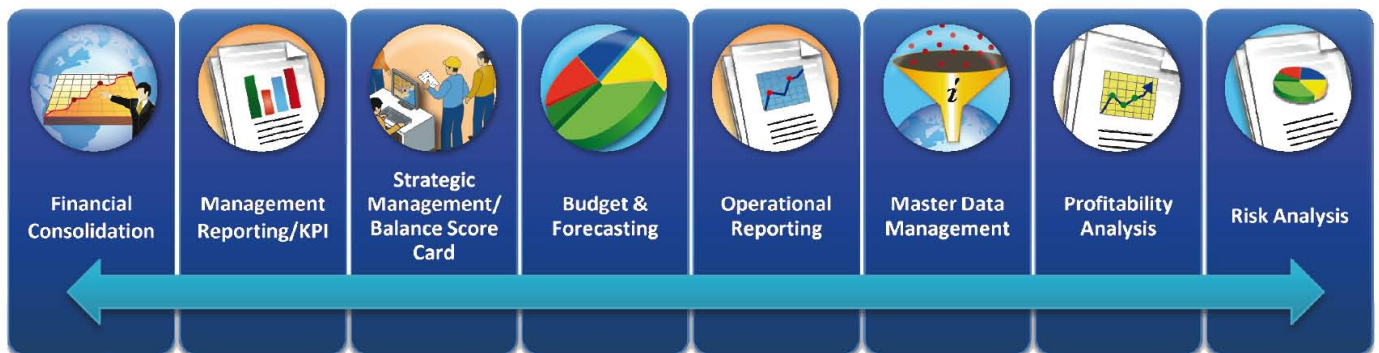 Financial
Consolidation
Management
Reporting/KPI
Strategic
Management/
Balance Score
Card
Budget &
Forecasting
Operational
Reporting
i
Master Data
Management
Profitability
Analysis
Risk Analysis